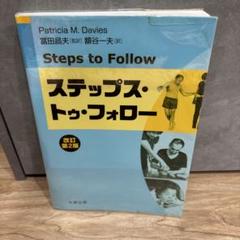 Patricia M. Davies
冨田昌夫[監訳] 額谷一夫[訳]
Steps to Follow
ステップス・
トゥ・フォロー
改訂
第2版